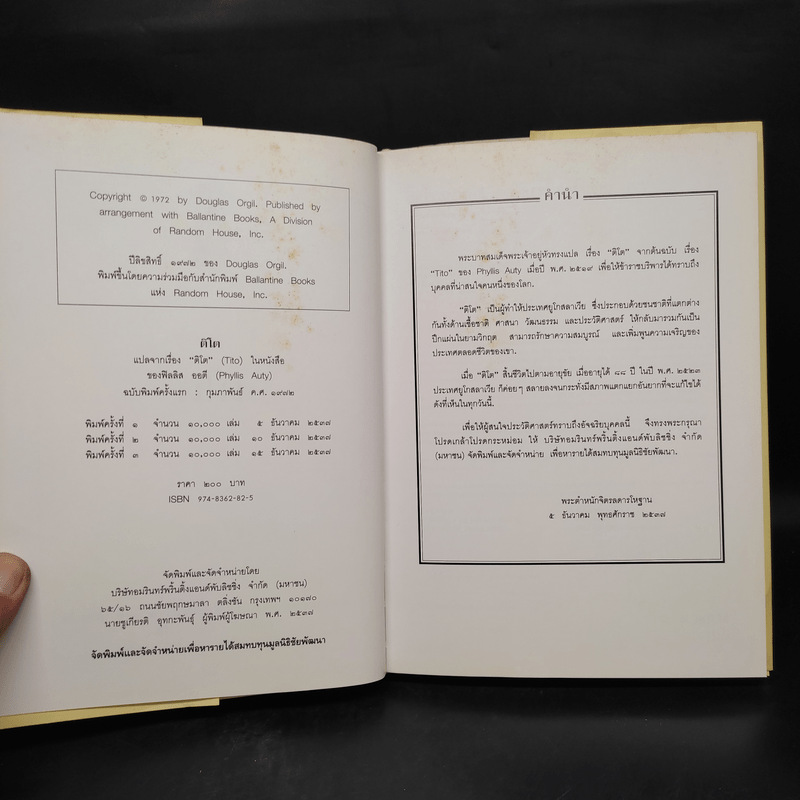 Copyright © 1972 by Douglas Orgil. Published by
arrangement with Ballantine Books, A Division
of Random House, Inc.
ปีลิขสิทธิ์ ๑๙๗๒ ของ Douglas Orgil.
พิมพ์ขึ้นโดยความร่วมมือกับสำนักพิมพ์ Ballantine Books
แห่ง Random House, Inc.
ติโต
แปลจากเรื่อง “ติโต” (Tito) ในหนังสือ
ของฟิลลิส ออตี (Phyllis Auty)
ฉบับพิมพ์ครั้งแรก : กุมภาพันธ์ ค.ศ. ๑๙๗๒
พิมพ์ครั้งที่ ๑ จำนวน ๑๐,๐๐๐ เล่ม ๕ ธันวาคม ๒๕๓๗
พิมพ์ครั้งที่ ๒ จำนวน ๑๐,๐๐๐ เล่ม ๑๐ ธันวาคม ๒๕๓๗
พิมพ์ครั้งที่ ๓ จำนวน ๑๐,๐๐๐ เล่ม ๑๕ ธันวาคม ๒๕๓๗
ราคา ๒๐๐ บาท
ISBN 974-8362-82-5
จัดพิมพ์และจัดจำหน่ายโดย
บริษัทอมรินทร์พริ้นติ้งแอนด์พับลิชชิ่ง จำกัด (มหาชน)
๖๕/๑๖ ถนนชัยพฤกษมาลา ตลิ่งชัน กรุงเทพฯ ๑๐๑๗๐
นายชูเกียรติ อุทกะพันธุ์ ผู้พิมพ์ผู้โฆษณา พ.ศ. ๒๕๓๗
จัดพิมพ์และจัดจำหน่ายเพื่อหารายได้สมทบทุนมูลนิธิชัยพัฒนา
คำนำ
พระบาทสมเด็จพระเจ้าอยู่หัวทรงแปล เรื่อง “ติโต” จากต้นฉบับ เรื่อง
“Tito” ของ Phyllis Auty เมื่อปี พ.ศ. ๒๕๑๙ เพื่อให้ข้าราชบริพารได้ทราบถึง
บุคคลที่น่าสนใจคนหนึ่งของโลก.
“ติโต” เป็นผู้ทำให้ประเทศยูโกสลาเวีย ซึ่งประกอบด้วยชนชาติที่แตกต่าง
กันทั้งด้านเชื้อชาติ ศาสนา วัฒนธรรม และประวัติศาสตร์ ให้กลับมารวมกันเป็น
ปึกแผ่นในยามวิกฤต สามารถรักษาความสมบูรณ์ และเพิ่มพูนความเจริญของ
ประเทศตลอดชีวิตของเขา.
เมื่อ “ติโต” สิ้นชีวิตไปตามอายุขัย เมื่ออายุได้ ๘๘ ปี ในปี พ.ศ. ๒๕๒๓
ประเทศยูโกสลาเวีย ก็ค่อยๆ สลายลงจนกระทั่งมีสภาพแตกแยกอันยากที่จะแก้ไขได้
ดังที่เห็นในทุกวันนี้.
เพื่อให้ผู้สนใจประวัติศาสตร์ทราบถึงอัจฉริยบุคคลนี้ จึงทรงพระกรุณา
โปรดเกล้าโปรดกระหม่อม ให้ บริษัทอมรินทร์พริ้นติ้งแอนด์พับลิชชิ่ง จำกัด
(มหาชน) จัดพิมพ์และจัดจำหน่าย เพื่อหารายได้สมทบทุนมูลนิธิชัยพัฒนา.
พระตำหนักจิตรลดารโหฐาน
๕ ธันวาคม พุทธศักราช ๒๕๓๗